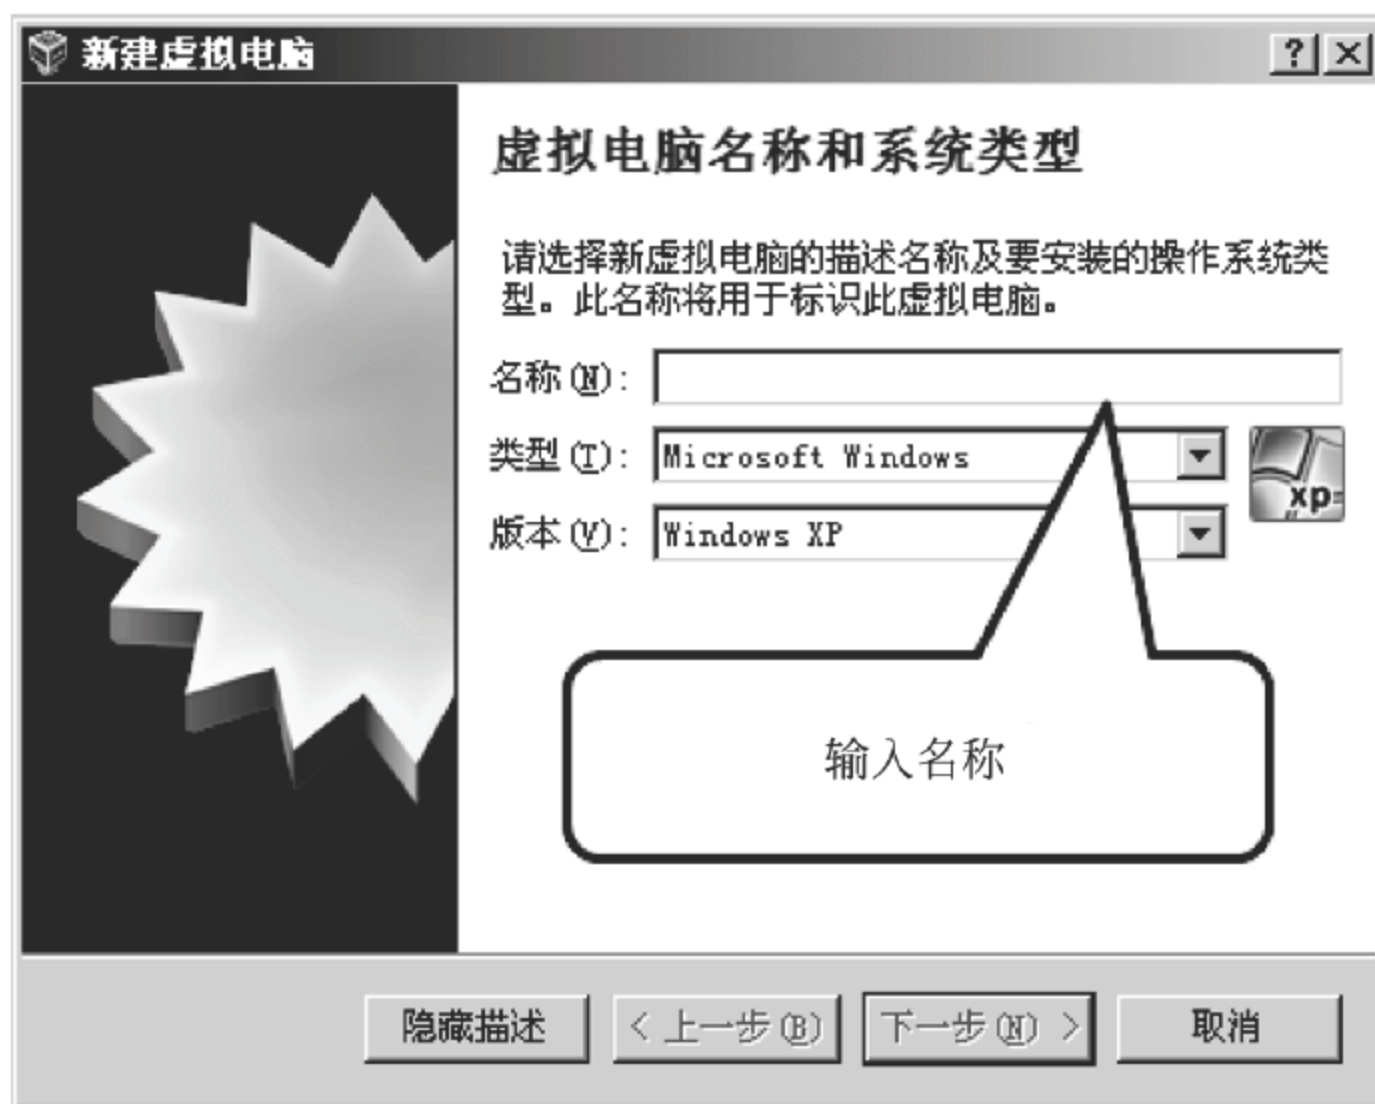 新建虚拟电脑
? ×
虚拟电脑名称和系统类型
请选择新虚拟电脑的描述名称及要安装的操作系统类
型。此名称将用于标识此虚拟电脑。
名称(N):
类型(T): Microsoft Windows
xp
版本(V): Windows XP
输入名称
隐藏描述 < 上一步(B) 下一步(N) > 取消